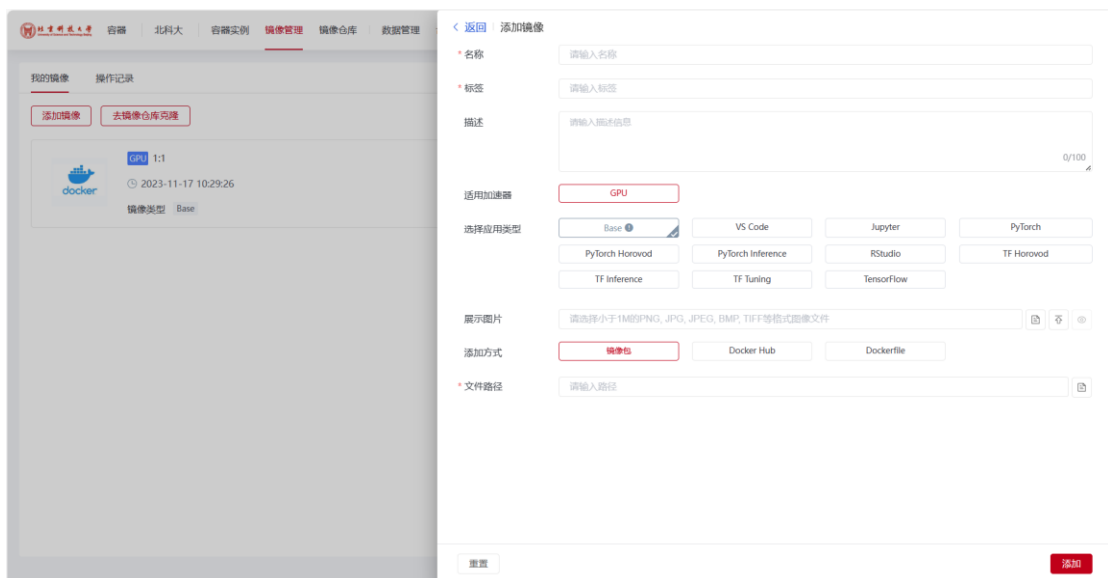 北京科技大学 容器 北科大 容器实例 镜像管理 镜像仓库 数据管理
我的镜像 操作记录
添加镜像 去镜像仓库克隆
docker
GPU 1:1
2023-11-17 10:29:26
镜像类型 Base
返回 添加镜像
* 名称 请输入名称
* 标签 请输入标签
描述 请输入描述信息
0/100
适用加速器 GPU
选择应用类型 Base VS Code Jupyter PyTorch
PyTorch Horovod PyTorch Inference RStudio TF Horovod
TF Inference TF Tuning TensorFlow
展示图片 请选择小于1M的PNG, JPG, JPEG, BMP, TIFF等格式图像文件
添加方式 镜像包 Docker Hub Dockerfile
* 文件路径 请输入路径
重置 添加